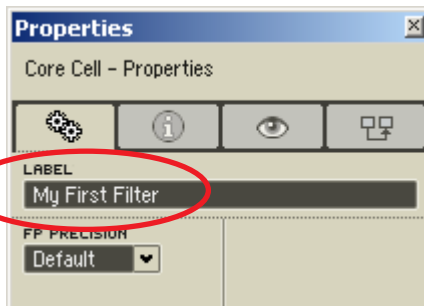 Properties
Core Cell – Properties
LABEL
My First Filter
FP PRECISION
Default